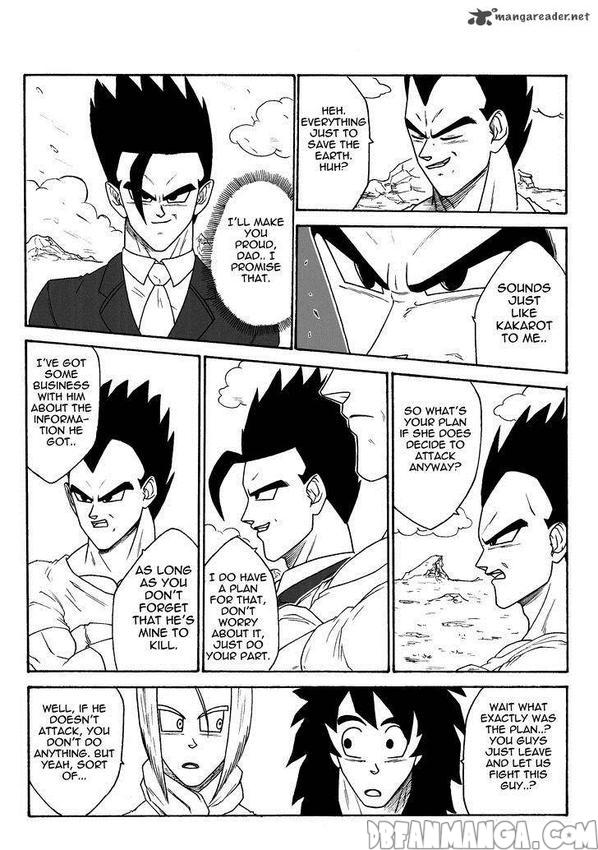 mangareader.net
HEH.
EVERYTHING
JUST TO
SAVE THE
EARTH.
HUH?
SOUNDS
JUST
LIKE
KAKAROT
TO ME..
I'LL MAKE
YOU
PROUD,
DAD.. I
PROMISE
THAT.
SO WHAT'S
YOUR PLAN
IF SHE DOES
DECIDE TO
ATTACK
ANYWAY?
I DO HAVE
A PLAN
FOR THAT,
DON'T
WORRY
ABOUT IT,
JUST DO
YOUR PART.
AS LONG
AS YOU
DON'T
FORGET
THAT HE'S
MINE TO
KILL.
I'VE GOT
SOME
BUSINESS
WITH HIM
ABOUT THE
INFORMA-
TION HE
GOT..
WAIT WHAT
EXACTLY WAS
THE PLAN..?
YOU GUYS
JUST LEAVE
AND LET US
FIGHT THIS
GUY..?
WELL, IF HE
DOESN'T
ATTACK, YOU
DON'T DO
ANYTHING. BUT
YEAH, SORT
OF...
DBFANMANGA.COM